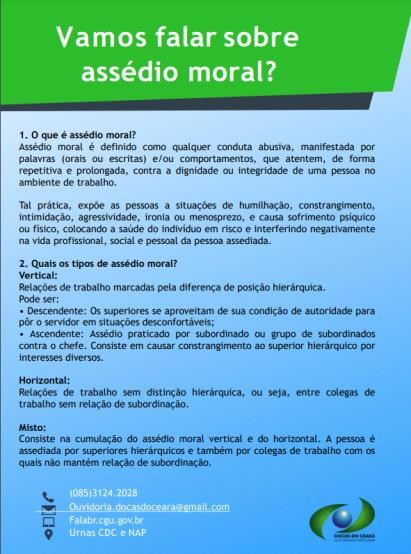 Vamos falar sobre
assédio moral?
1. O que é assédio moral?
Assédio moral é definido como qualquer conduta abusiva, manifestada por
palavras (orais ou escritas) e/ou comportamentos, que atentem, de forma
repetitiva e prolongada, contra a dignidade ou integridade de uma pessoa no
ambiente de trabalho.
Tal prática, expõe as pessoas a situações de humilhação, constrangimento,
intimidação, agressividade, ironia ou menosprezo, e causa sofrimento psíquico
ou físico, colocando a saúde do indivíduo em risco e interferindo negativamente
na vida profissional, social e pessoal da pessoa assediada.
2. Quais os tipos de assédio moral?
Vertical:
Relações de trabalho marcadas pela diferença de posição hierárquica.
Pode ser:
• Descendente: Os superiores se aproveitam de sua condição de autoridade para
pôr o servidor em situações desconfortáveis;
• Ascendente: Assédio praticado por subordinado ou grupo de subordinados
contra o chefe. Consiste em causar constrangimento ao superior hierárquico por
interesses diversos.
Horizontal:
Relações de trabalho sem distinção hierárquica, ou seja, entre colegas de
trabalho sem relação de subordinação.
Misto:
Consiste na cumulação do assédio moral vertical e do horizontal. A pessoa é
assediada por superiores hierárquicos e também por colegas de trabalho com os
quais não mantém relação de subordinação.
(085)3124.2028
Ouvidoria.docasdoceara@gmail.com
Falabr.cgu.gov.br
Urnas CDC e NAP
DOCAS DO CEARÁ
AUTORIDADE PORTUÁRIA